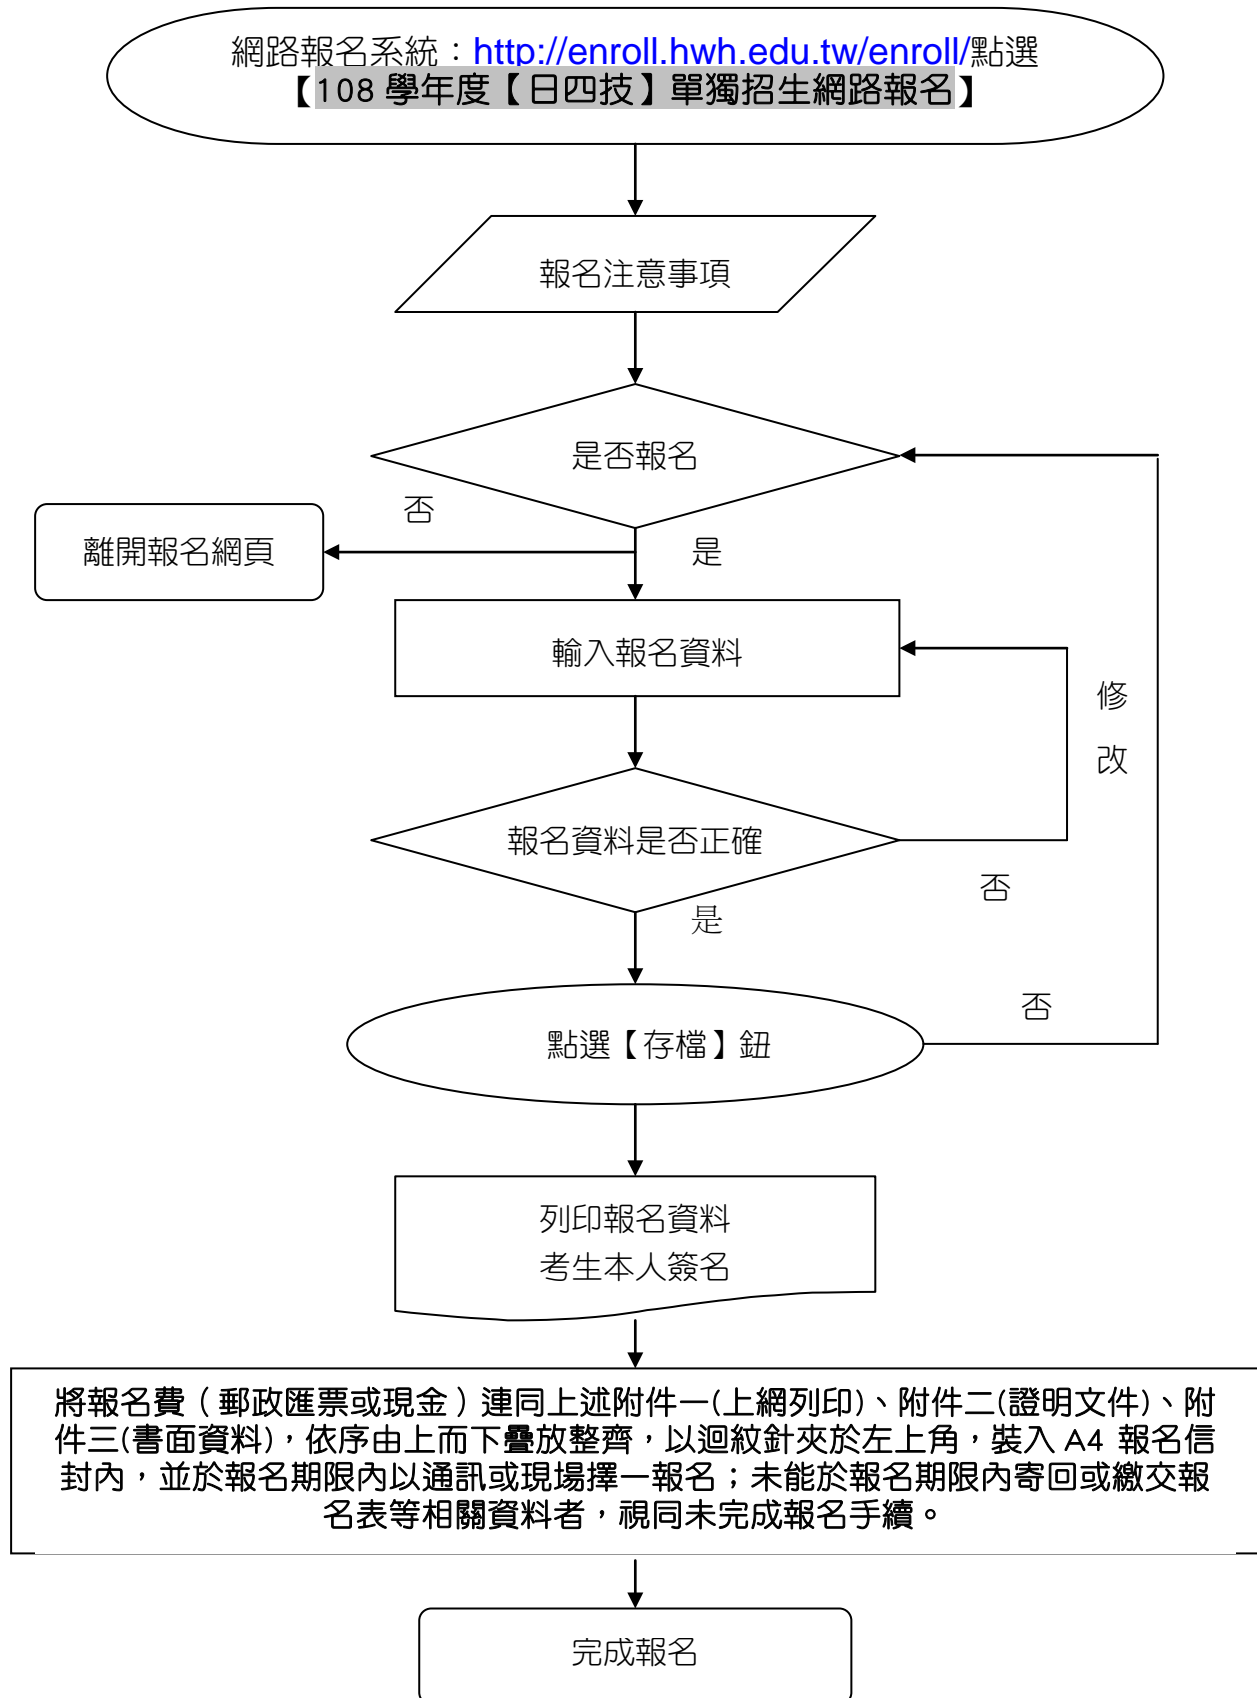 網路報名系統：http://enroll.hwh.edu.tw/enroll/點選
【108 學年度【日四技】單獨招生網路報名】
報名注意事項
是否報名
否
是
離開報名網頁
輸入報名資料
修
改
報名資料是否正確
否
是
點選【存檔】鈕
否
列印報名資料
考生本人簽名
將報名費（郵政匯票或現金）連同上述附件一(上網列印)、附件二(證明文件)、附
件三(書面資料)，依序由上而下疊放整齊，以迴紋針夾於左上角，裝入 A4 報名信
封內，並於報名期限內以通訊或現場擇一報名；未能於報名期限內寄回或繳交報
名表等相關資料者，視同未完成報名手續。
完成報名